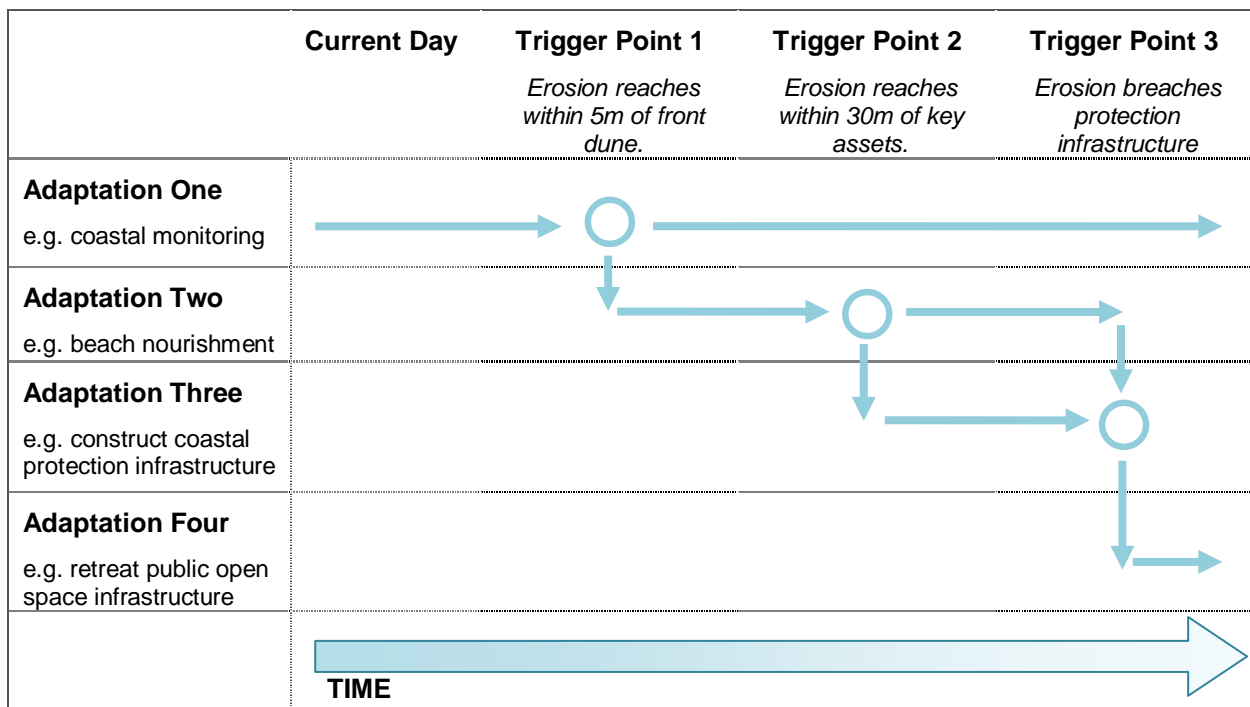 Current Day
Trigger Point 1
Trigger Point 2
Trigger Point 3
Erosion reaches
within 5m of front
dune.
Erosion reaches
within 30m of key
assets.
Erosion breaches
protection
infrastructure
Adaptation One
e.g. coastal monitoring
Adaptation Two
e.g. beach nourishment
Adaptation Three
e.g. construct coastal
protection infrastructure
Adaptation Four
e.g. retreat public open
space infrastructure
TIME